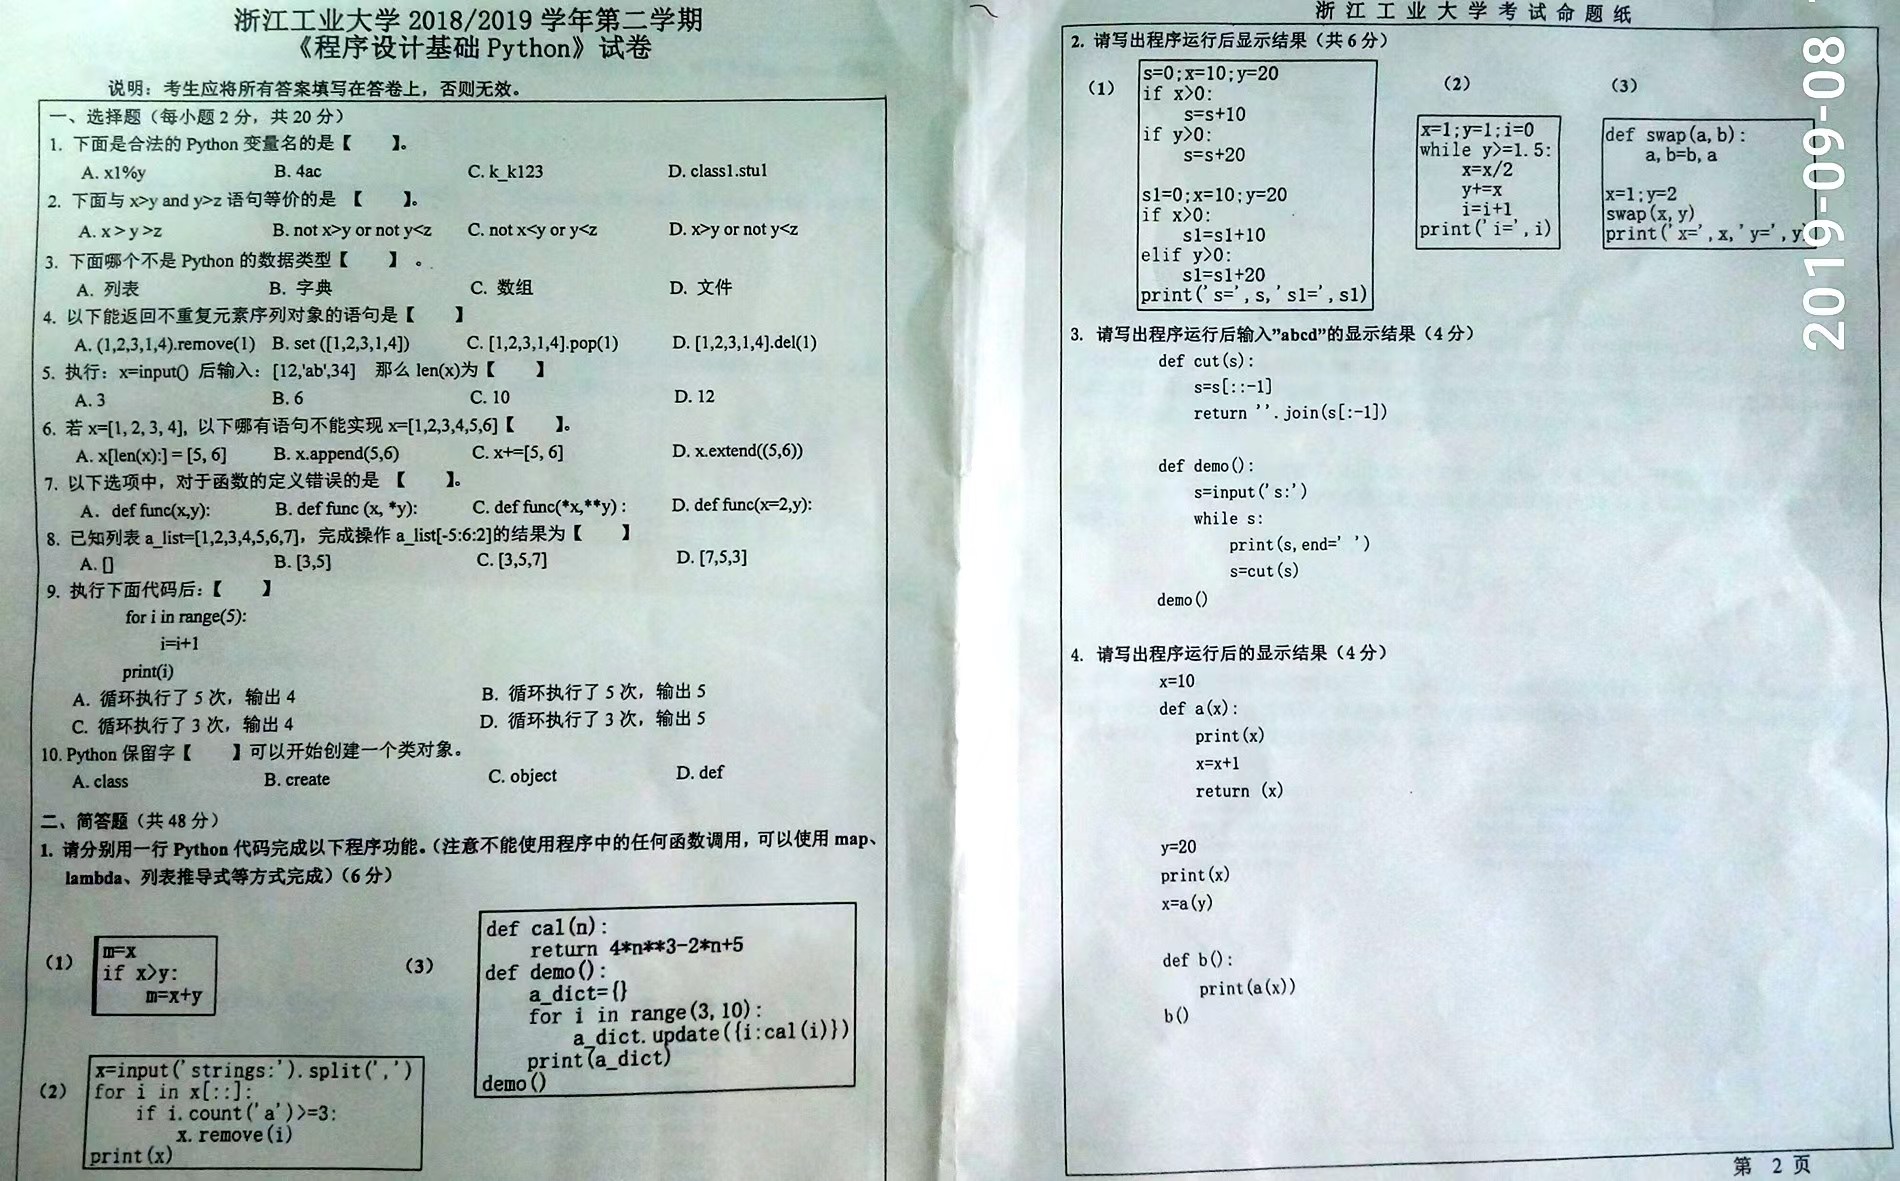 浙江工业大学 2018/2019 学年第二学期
《程序设计基础 Python》试卷
说明：考生应将所有答案填写在答卷上，否则无效。
一、选择题（每小题 2 分，共 20 分）
1. 下面是合法的 Python 变量名的是【　　】。
A. x1%y　B. 4ac　C. k_k123　D. class1.stu1
2. 下面与 x>y and y>z 语句等价的是 【　　】。
A. x > y >z　B. not x>y or not y<z　C. not x<y or y<z　D. x>y or not y<z
3. 下面哪个不是 Python 的数据类型【　　】 。
A. 列表　B. 字典　C. 数组　D. 文件
4. 以下能返回不重复元素序列对象的语句是【　　】
A. (1,2,3,1,4).remove(1)　B. set ([1,2,3,1,4])　C. [1,2,3,1,4].pop(1)　D. [1,2,3,1,4].del(1)
5. 执行：x=input() 后输入：[12,'ab',34]　那么 len(x)为【　　】
A. 3　B. 6　C. 10　D. 12
6. 若 x=[1, 2, 3, 4], 以下哪有语句不能实现 x=[1,2,3,4,5,6]【　　】。
A. x[len(x):] = [5, 6]　B. x.append(5,6)　C. x+=[5, 6]　D. x.extend((5,6))
7. 以下选项中，对于函数的定义错误的是 【　　】。
A. def func(x,y):　B. def func (x, *y):　C. def func(*x,**y) :　D. def func(x=2,y):
8. 已知列表 a_list=[1,2,3,4,5,6,7]，完成操作 a_list[-5:6:2]的结果为【　　】
A. []　B. [3,5]　C. [3,5,7]　D. [7,5,3]
9. 执行下面代码后：【　　】
for i in range(5):
i=i+1
print(i)
A. 循环执行了 5 次，输出 4　B. 循环执行了 5 次，输出 5
C. 循环执行了 3 次，输出 4　D. 循环执行了 3 次，输出 5
10. Python 保留字【　　】可以开始创建一个类对象。
A. class　B. create　C. object　D. def
二、简答题（共 48 分）
1. 请分别用一行 Python 代码完成以下程序功能。（注意不能使用程序中的任何函数调用，可以使用 map、
lambda、列表推导式等方式完成）（6 分）
（1）
m=x
if x>y:
m=x+y
（2）
x=input('strings:').split(',')
for i in x[::]:
if i.count('a')>=3:
x.remove(i)
print(x)
（3）
def cal(n):
return 4*n**3-2*n+5
def demo():
a_dict={}
for i in range(3,10):
a_dict.update({i:cal(i)})
print(a_dict)
demo()
浙江工业大学考试命题纸
2. 请写出程序运行后显示结果（共 6 分）
（1）
s=0;x=10;y=20
if x>0:
s=s+10
if y>0:
s=s+20
s1=0;x=10;y=20
if x>0:
s1=s1+10
elif y>0:
s1=s1+20
print('s=',s,'s1=',s1)
（2）
x=1;y=1;i=0
while y>=1.5:
x=x/2
y+=x
i=i+1
print('i=',i)
（3）
def swap(a,b):
a,b=b,a
x=1;y=2
swap(x,y)
print('x=',x,'y=',y)
3. 请写出程序运行后输入”abcd”的显示结果（4 分）
def cut(s):
s=s[::-1]
return ’’.join(s[:-1])
def demo():
s=input('s:')
while s:
print(s,end=' ')
s=cut(s)
demo()
4. 请写出程序运行后的显示结果（4 分）
x=10
def a(x):
print(x)
x=x+1
return (x)
y=20
print(x)
x=a(y)
def b():
print(a(x))
b()
第 2 页
2019-09-08